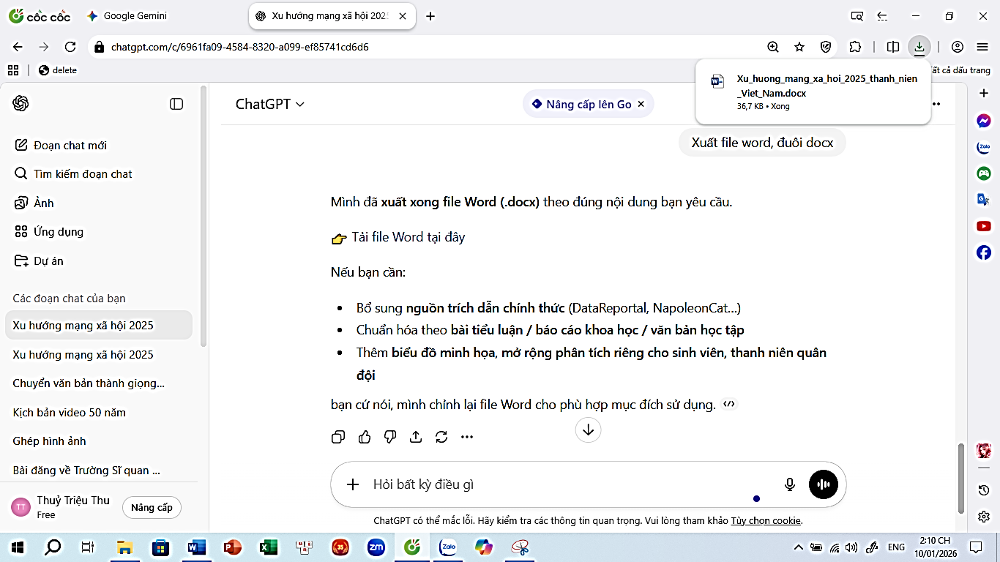 cốc cốc
Google Gemini
Xu hướng mạng xã hội 202
chatgpt.com/c/6961fa09-4584-8320-a099-ef85741cd6d6
delete
Tất cả dấu trang
Xu_huong_mang_xa_hoi_2025_thanh_nien
_Viet_Nam.docx
36,7 KB • Xong
ChatGPT
Nâng cấp lên Go
Đoạn chat mới
Tìm kiếm đoạn chat
Ảnh
Ứng dụng
Dự án
Các đoạn chat của bạn
Xu hướng mạng xã hội 2025
Xu hướng mạng xã hội 2025
Chuyển văn bản thành giọng...
Kịch bản video 50 năm
Ghép hình ảnh
Bài đăng về Trường Sĩ quan ...
TT
Thuỷ Triệu Thu
Free
Nâng cấp
Xuất file word, đuôi docx
Mình đã xuất xong file Word (.docx) theo đúng nội dung bạn yêu cầu.
👉 Tải file Word tại đây
Nếu bạn cần:
• Bổ sung nguồn trích dẫn chính thức (DataReportal, NapoleonCat...)
• Chuẩn hóa theo bài tiểu luận / báo cáo khoa học / văn bản học tập
• Thêm biểu đồ minh họa, mở rộng phân tích riêng cho sinh viên, thanh niên quân
đội
bạn cứ nói, mình chỉnh lại file Word cho phù hợp mục đích sử dụng.
Hỏi bất kỳ điều gì
ChatGPT có thể mắc lỗi. Hãy kiểm tra các thông tin quan trọng. Vui lòng tham khảo Tùy chọn cookie.
Zalo
35
zm
Zalo
ENG
2:10 CH
10/01/2026